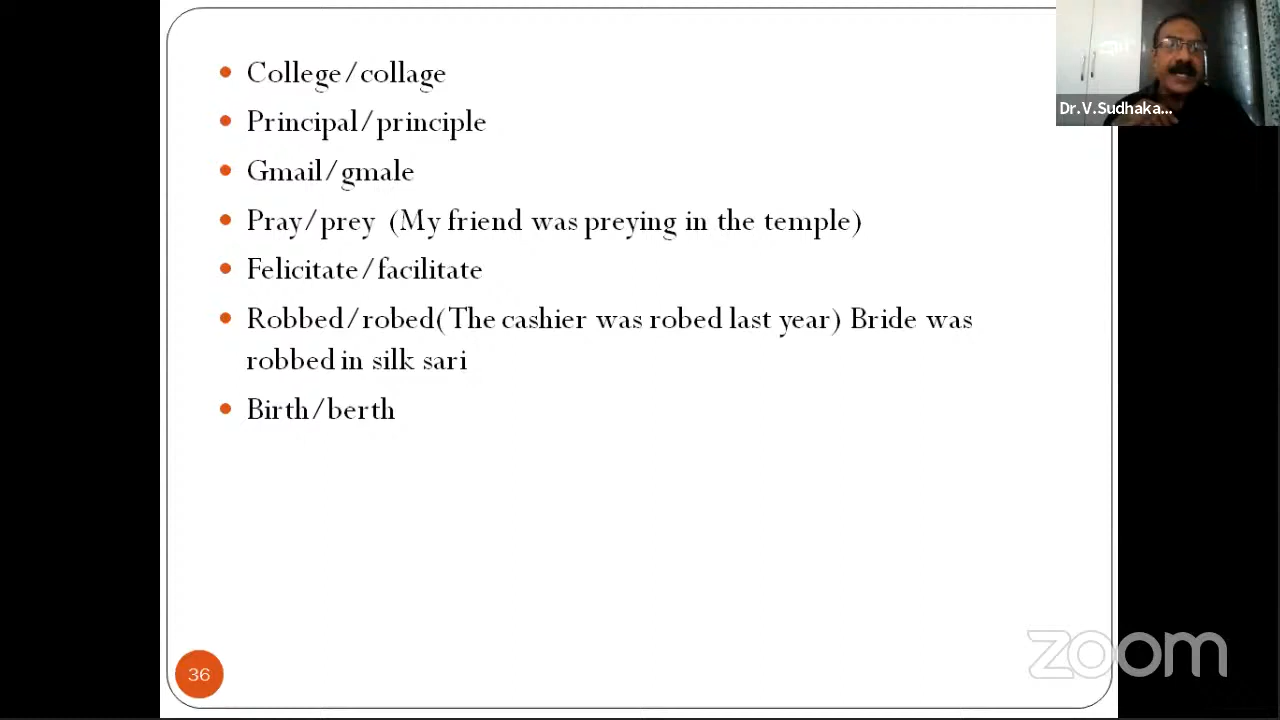 College/collage
Principal/principle
Gmail/gmale
Pray/prey (My friend was preying in the temple)
Felicitate/facilitate
Robbed/robed(The cashier was robed last year) Bride was
robbed in silk sari
Birth/berth
Dr.V.Sudhaka...
36
zoom